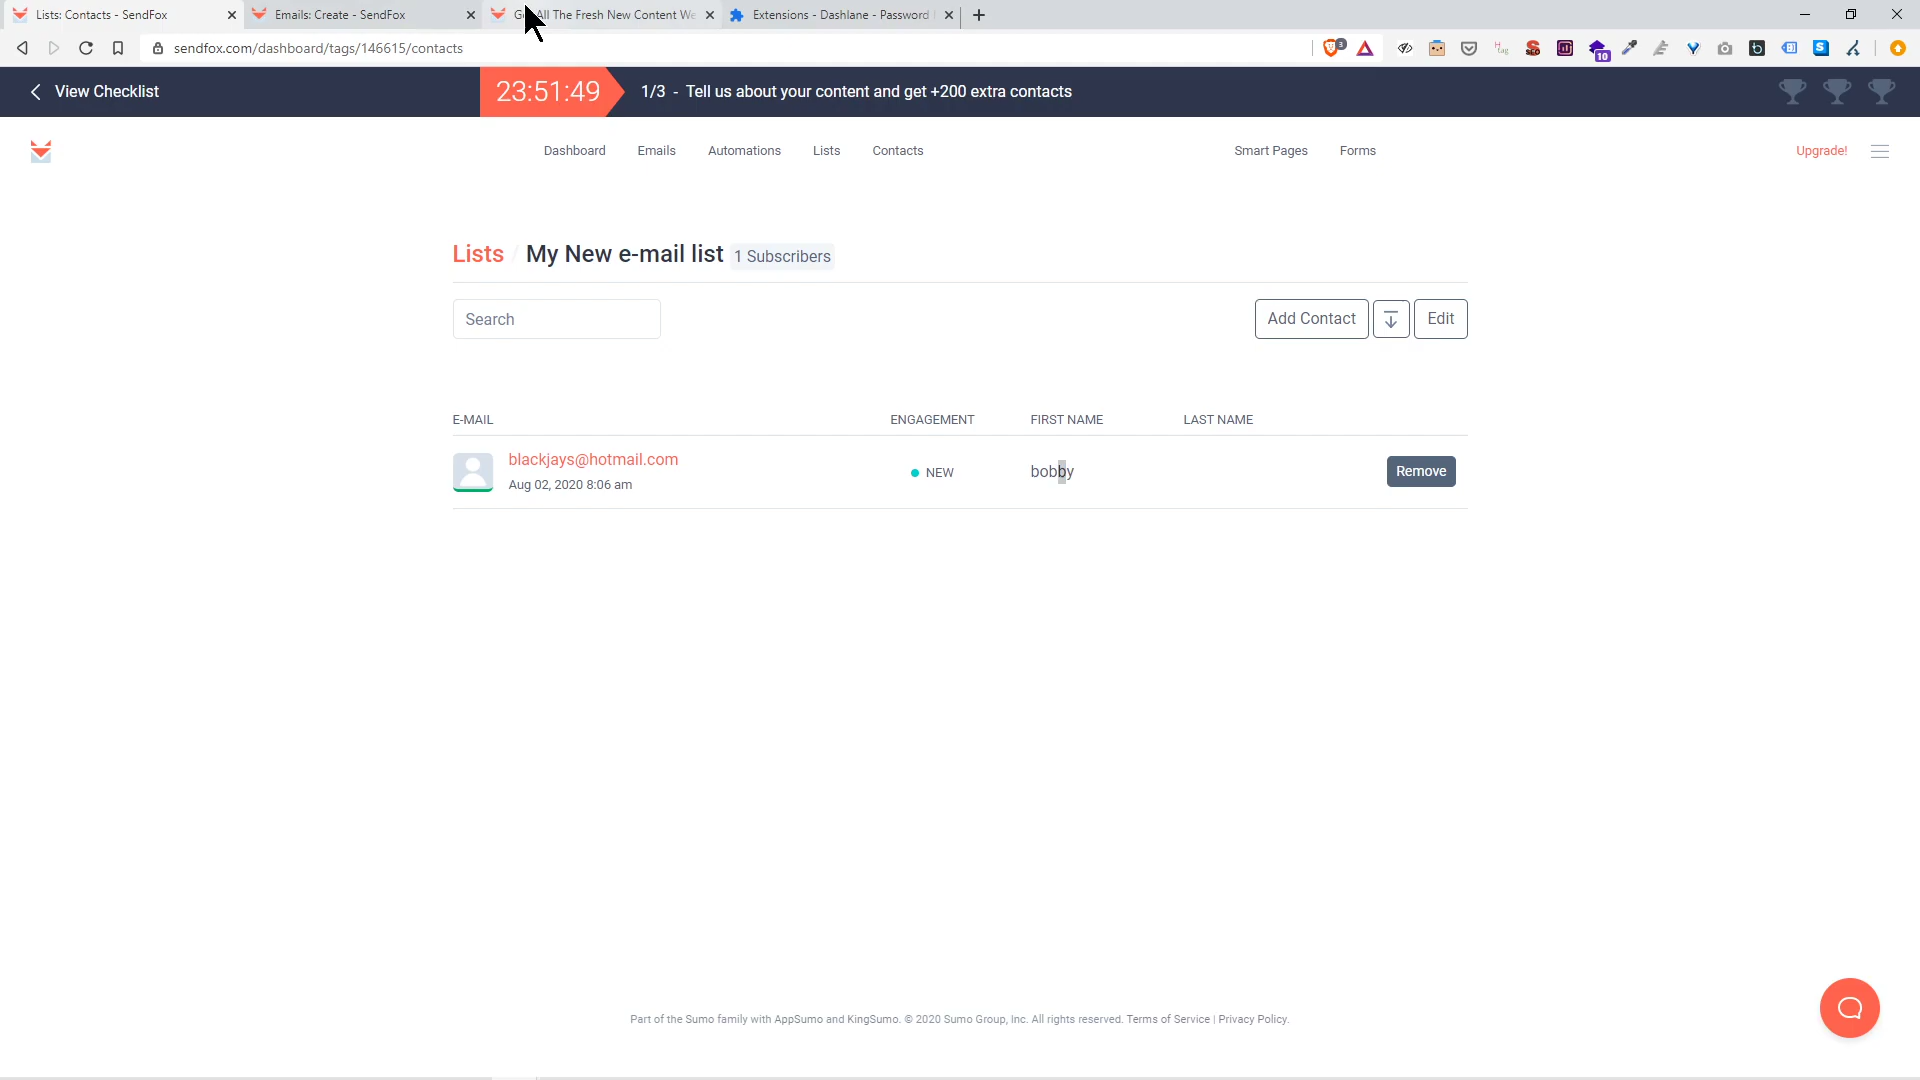 Lists: Contacts - SendFox
Emails: Create - SendFox
All The Fresh New Content We
Extensions - Dashlane - Password
sendfox.com/dashboard/tags/146615/contacts
3
10
View Checklist
23:51:49
1/3 - Tell us about your content and get +200 extra contacts
Dashboard
Emails
Automations
Lists
Contacts
Smart Pages
Forms
Upgrade!
Lists / My New e-mail list 1 Subscribers
Search
Add Contact
Edit
E-MAIL
ENGAGEMENT
FIRST NAME
LAST NAME
blackjays@hotmail.com
Aug 02, 2020 8:06 am
NEW
bobby
Remove
Part of the Sumo family with AppSumo and KingSumo. © 2020 Sumo Group, Inc. All rights reserved. Terms of Service | Privacy Policy.